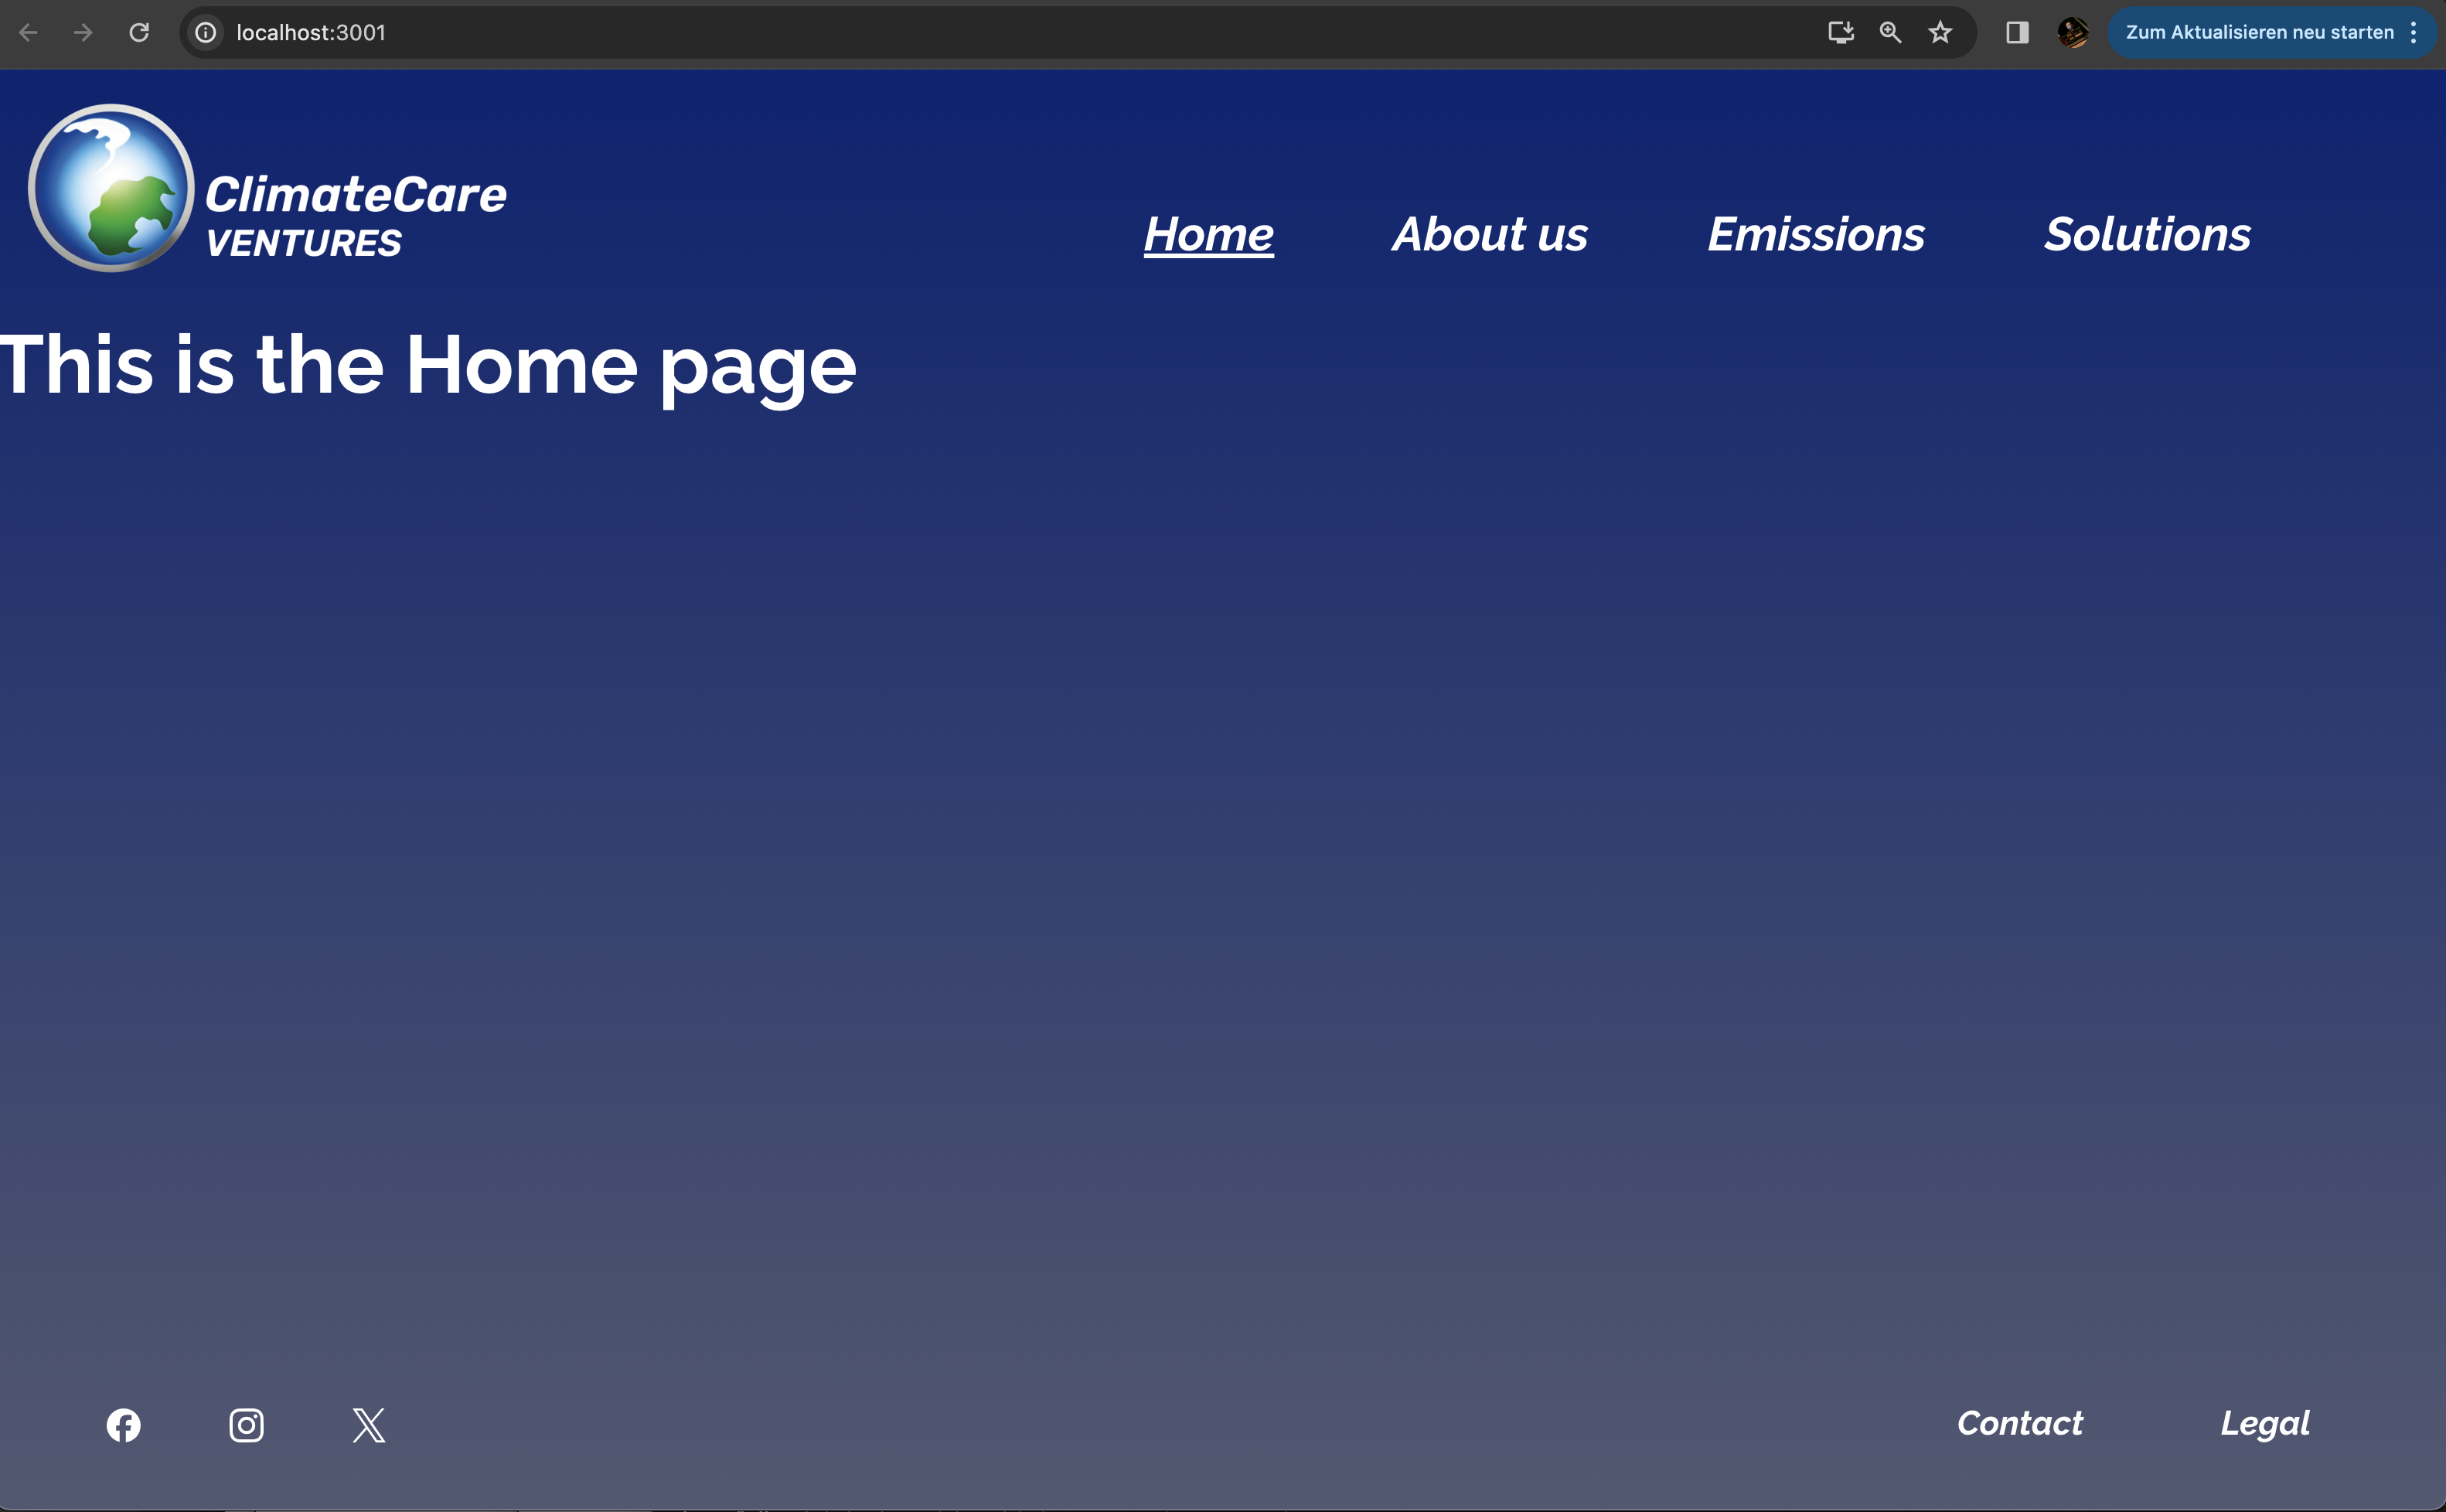 localhost:3001
Zum Aktualisieren neu starten
ClimateCare
VENTURES
Home About us Emissions Solutions
This is the Home page
Contact Legal